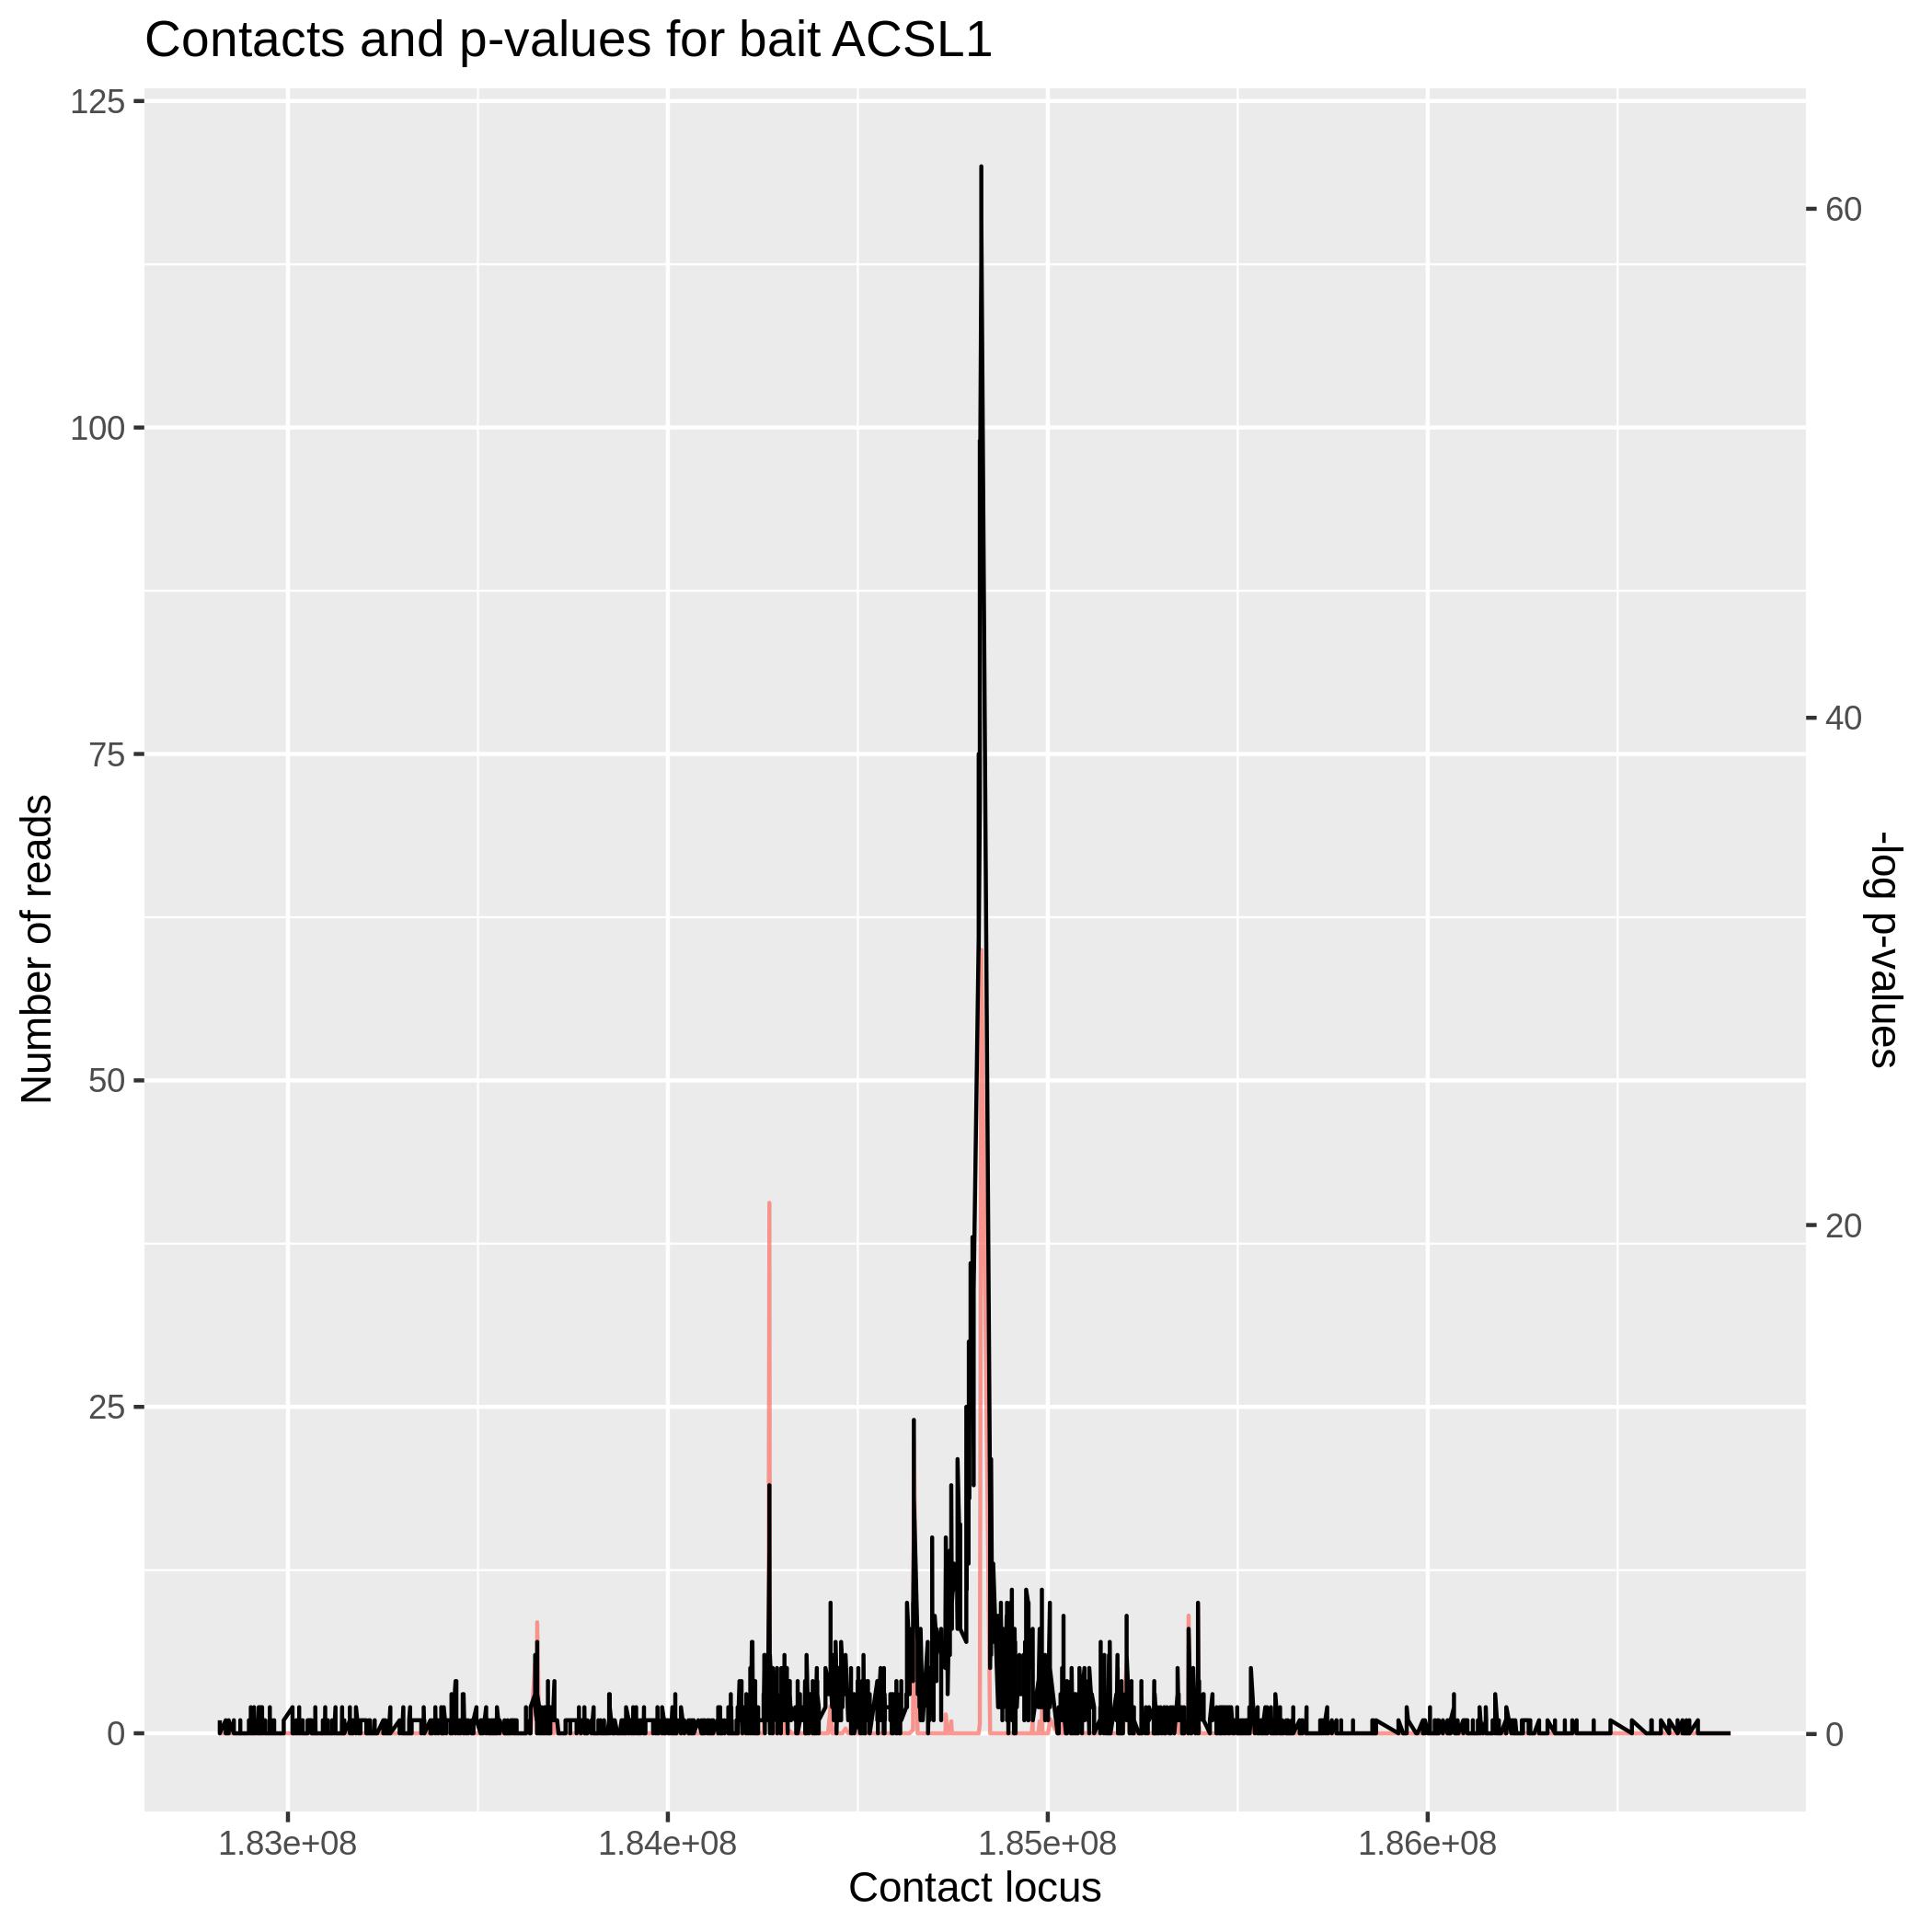 Contacts and p-values for bait ACSL1
125
100
75
50
25
0
Number of reads
60
40
20
0
-log p-values
1.83e+08
1.84e+08
1.85e+08
1.86e+08
Contact locus